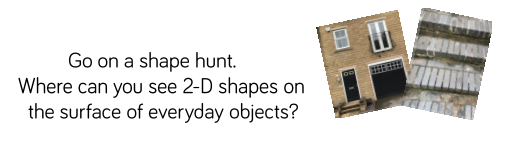 Go on a shape hunt.
Where can you see 2-D shapes on
the surface of everyday objects?